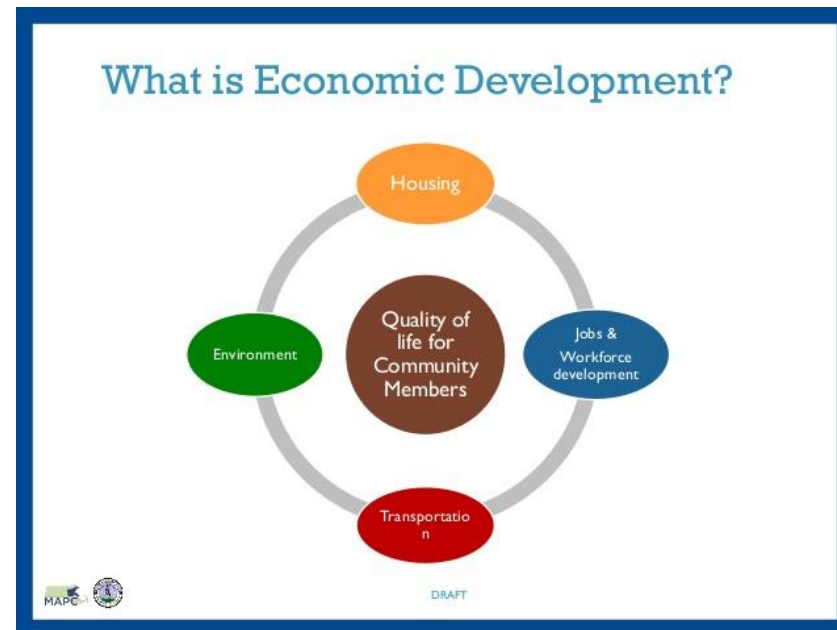 What is Economic Development?
Housing
Quality of
life for
Community
Members
Environment
Jobs &
Workforce
development
Transportatio
n
MAPC
DRAFT